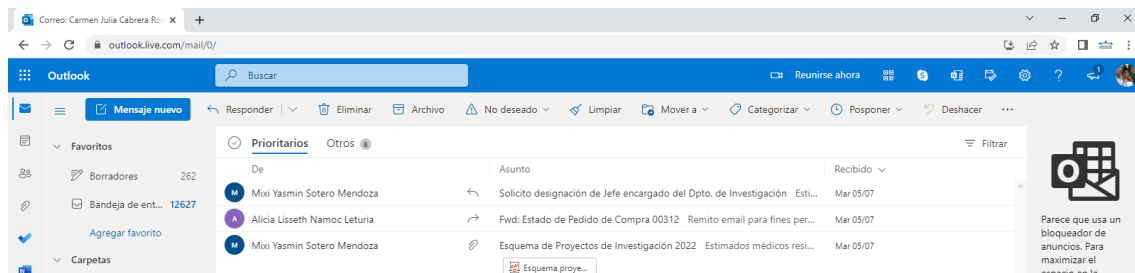 Correo: Carmen Julia Cabrera Ro
outlook.live.com/mail/0/
Outlook Buscar Reunirse ahora 1
Mensaje nuevo Responder Eliminar Archivo No deseado Limpiar Mover a Categorizar Posponer Deshacer
Favoritos
Borradores 262
Bandeja de ent... 12627
Agregar favorito
Carpetas
Prioritarios Otros 8 Filtrar
De Asunto Recibido
M Mixi Yasmin Sotero Mendoza Solicito designación de Jefe encargado del Dpto. de Investigación Esti... Mar 05/07
A Alicia Lisseth Namoc Leturia Fwd: Estado de Pedido de Compra 00312 Remito email para fines per... Mar 05/07
M Mixi Yasmin Sotero Mendoza Esquema de Proyectos de Investigación 2022 Estimados médicos resi... Mar 05/07
Esquema proye...
Parece que usa un
bloqueador de
anuncios. Para
maximizar el
espacio en la